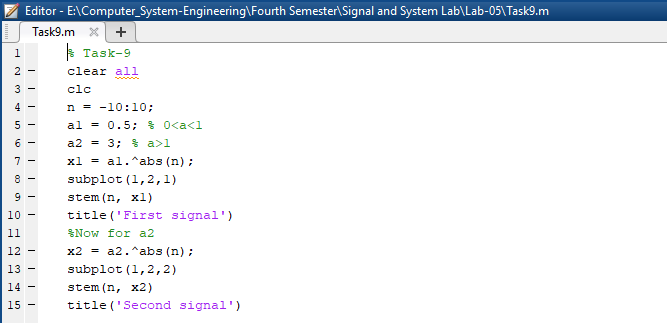 Editor - E:\Computer_System-Engineering\Fourth Semester\Signal and System Lab\Lab-05\Task9.m
Task9.m × +
1 % Task-9
2 - clear all
3 - clc
4 - n = -10:10;
5 - a1 = 0.5; % 0<a<1
6 - a2 = 3; % a>1
7 - x1 = a1.^abs(n);
8 - subplot(1,2,1)
9 - stem(n, x1)
10 - title('First signal')
11 %Now for a2
12 - x2 = a2.^abs(n);
13 - subplot(1,2,2)
14 - stem(n, x2)
15 - title('Second signal')